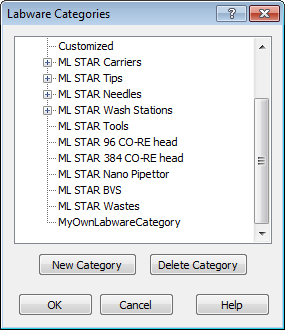 Labware Categories
?
Customized
ML STAR Carriers
ML STAR Tips
ML STAR Needles
ML STAR Wash Stations
ML STAR Tools
ML STAR 96 CO-RE head
ML STAR 384 CO-RE head
ML STAR Nano Pipettor
ML STAR BVS
ML STAR Wastes
MyOwnLabwareCategory
New Category
Delete Category
OK
Cancel
Help